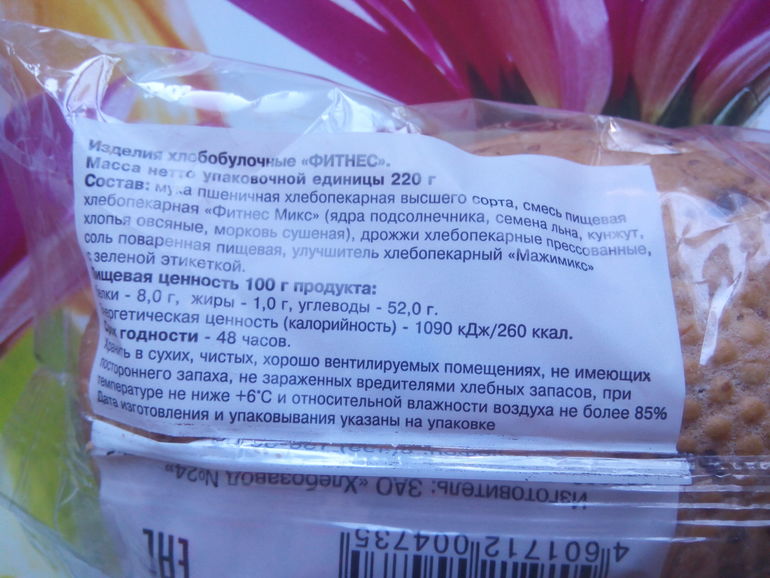 Изделия хлебобулочные «ФИТНЕС».
Масса нетто упаковочной единицы 220 г
Состав: мука пшеничная хлебопекарная высшего сорта, смесь пищевая
хлебопекарная «Фитнес Микс» (ядра подсолнечника, семена льна, кунжут,
хлопья овсяные, морковь сушеная), дрожжи хлебопекарные прессованные,
соль поваренная пищевая, улучшитель хлебопекарный «Мажимикс»
с зеленой этикеткой.
Пищевая ценность 100 г продукта:
Белки - 8,0 г, жиры - 1,0 г, углеводы - 52,0 г.
Энергетическая ценность (калорийность) - 1090 кДж/260 ккал.
Срок годности - 48 часов.
Хранить в сухих, чистых, хорошо вентилируемых помещениях, не имеющих
постороннего запаха, не зараженных вредителями хлебных запасов, при
температуре не ниже +6°С и относительной влажности воздуха не более 85%
Дата изготовления и упаковывания указаны на упаковке
Изготовитель: ЗАО «Хлебозавод №24»
4601712004735
EAC